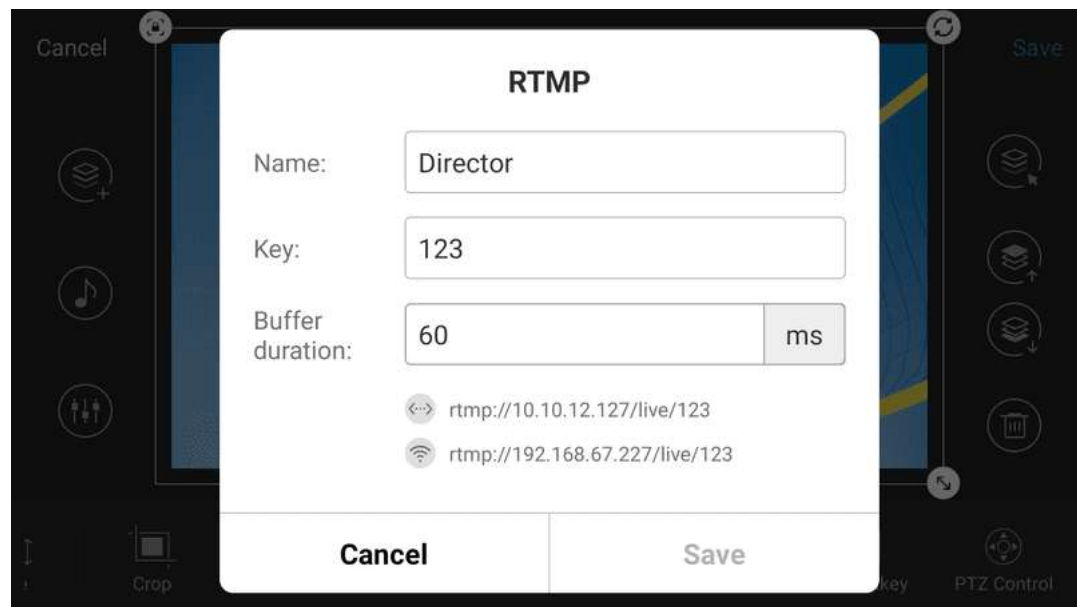 Cancel
Save
RTMP
Name:
Director
Key:
123
Buffer
duration:
60
ms
rtmp://10.10.12.127/live/123
rtmp://192.168.67.227/live/123
Cancel
Save
Crop
key
PTZ Control